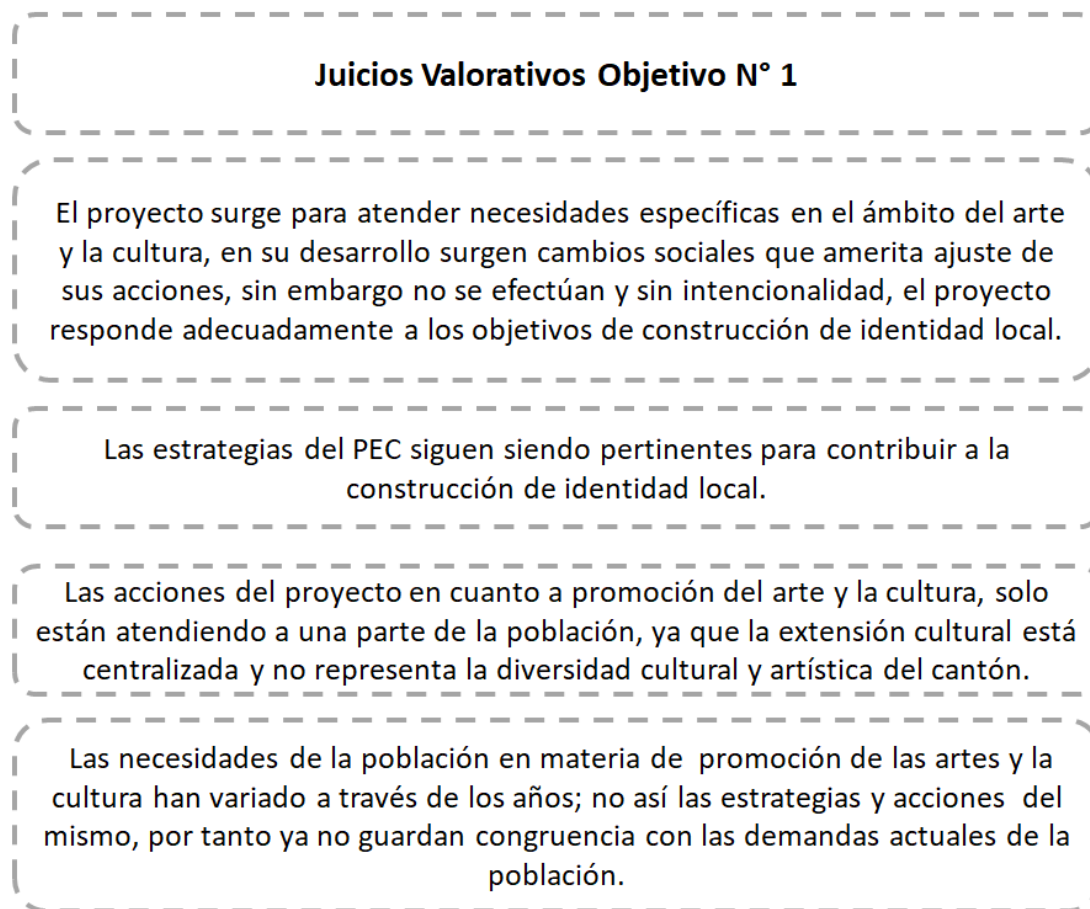 Juicios Valorativos Objetivo N° 1
El proyecto surge para atender necesidades específicas en el ámbito del arte
y la cultura, en su desarrollo surgen cambios sociales que amerita ajuste de
sus acciones, sin embargo no se efectúan y sin intencionalidad, el proyecto
responde adecuadamente a los objetivos de construcción de identidad local.
Las estrategias del PEC siguen siendo pertinentes para contribuir a la
construcción de identidad local.
Las acciones del proyecto en cuanto a promoción del arte y la cultura, solo
están atendiendo a una parte de la población, ya que la extensión cultural está
centralizada y no representa la diversidad cultural y artística del cantón.
Las necesidades de la población en materia de promoción de las artes y la
cultura han variado a través de los años; no así las estrategias y acciones del
mismo, por tanto ya no guardan congruencia con las demandas actuales de la
población.